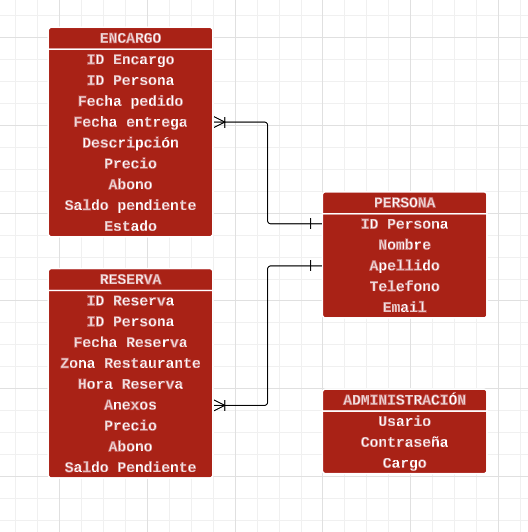 ENCARGO
ID Encargo
ID Persona
Fecha pedido
Fecha entrega
Descripción
Precio
Abono
Saldo pendiente
Estado
RESERVA
ID Reserva
ID Persona
Fecha Reserva
Zona Restaurante
Hora Reserva
Anexos
Precio
Abono
Saldo Pendiente
PERSONA
ID Persona
Nombre
Apellido
Telefono
Email
ADMINISTRACIÓN
Usario
Contraseña
Cargo